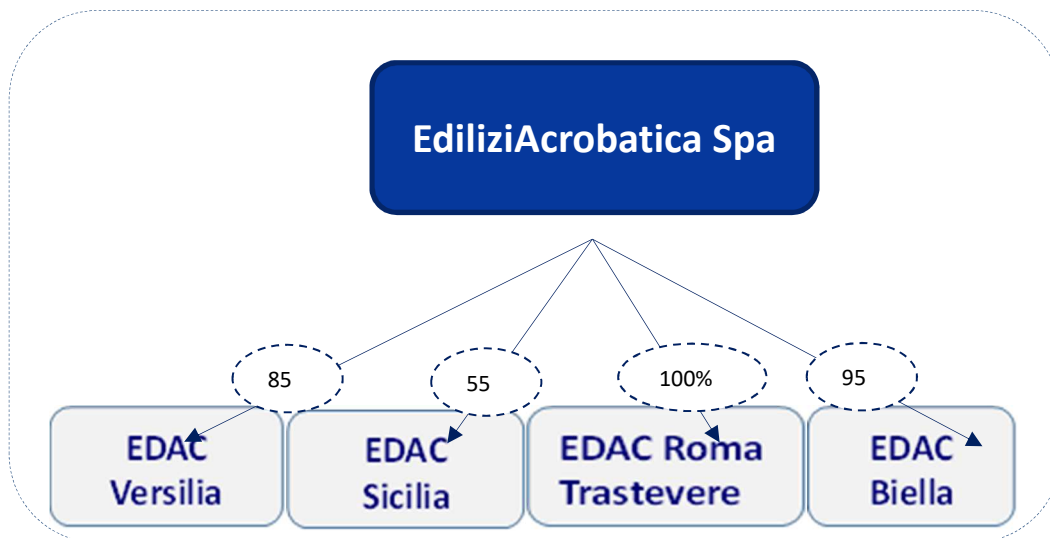 EdiliziAcrobatica Spa
85
55
100%
95
EDAC
Versilia
EDAC
Sicilia
EDAC Roma
Trastevere
EDAC
Biella